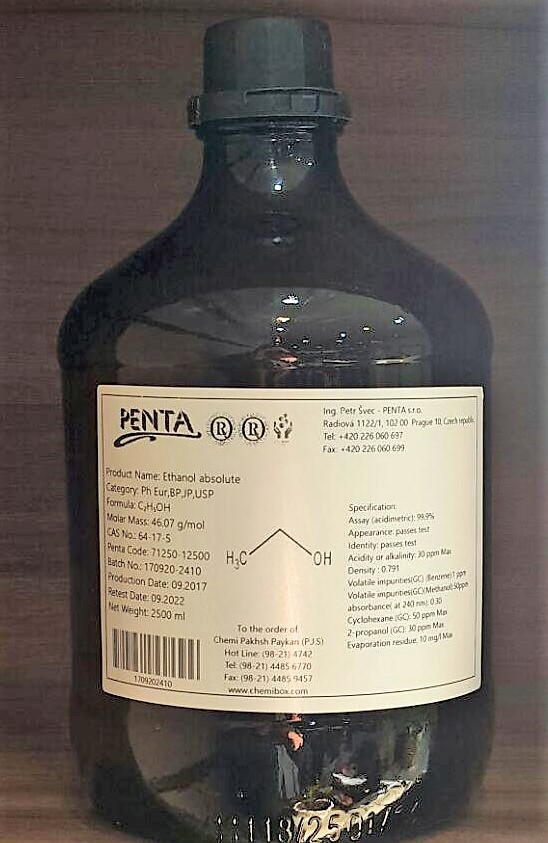 PENTA
® ®
Ing. Petr Švec - PENTA s.r.o.
Radiová 1122/1, 102 00 Prague 10, Czech republic
Tel: +420 226 060 697
Fax: +420 226 060 699
Product Name: Ethanol absolute
Category: Ph Eur,BP,JP,USP
Formula: C₂H₅OH
Molar Mass: 46.07 g/mol
CAS No.: 64-17-5
Penta Code: 71250-12500
Batch No.: 170920-2410
Production Date: 09.2017
Retest Date: 09.2022
Net Weight: 2500 ml
H₃C OH
Specification:
Assay (acidimetric): 99.9%
Appearance: passes test
Identity: passes test
Acidity or alkalinity: 30 ppm Max
Density : 0.791
Volatile impurities(GC) (Benzene)1 ppm
Volatile impurities(GC)(Methanol)50ppm
absorbance( at 240 nm): 0.30
Cyclohexane (GC): 50 ppm Max
2-propanol (GC): 30 ppm Max
Evaporation residue: 10 mg/l Max
1709202410
To the order of
Chemi Pakhsh Paykan (P.J.S)
Hot Line: (98-21) 4742
Tel: (98-21) 4485 6770
Fax: (98-21) 4485 9457
www.chemibox.com